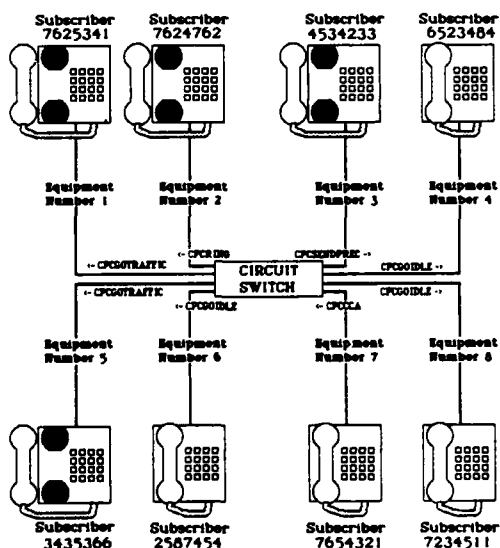 Subscriber
7625341
Subscriber
7624762
Subscriber
4534233
Subscriber
6523484
Equipment
Number 1
Equipment
Number 2
Equipment
Number 3
Equipment
Number 4
<- CPCGOTRAFFIC
<- CPCRING
CPCSENDFREC ->
CPCGOIDLE ->
CIRCUIT
SWITCH
<- CPCGOTRAFFIC
<- CPCGOIDLE
<- CPCCCA
CPCGOIDLE ->
Equipment
Number 5
Equipment
Number 6
Equipment
Number 7
Equipment
Number 8
Subscriber
3435366
Subscriber
2587454
Subscriber
7654321
Subscriber
7234511